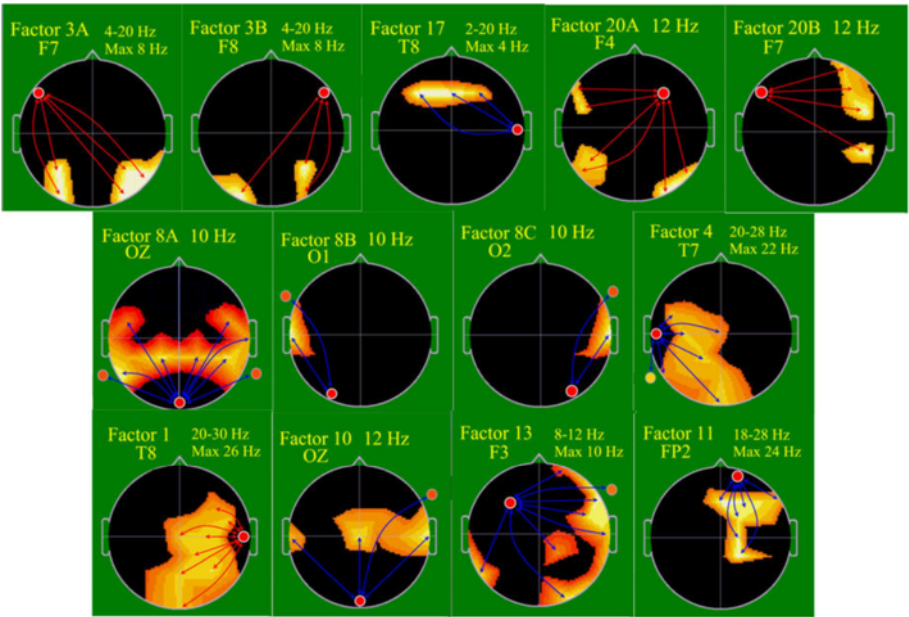 Factor 3A 4-20 Hz
F7 Max 8 Hz
Factor 3B 4-20 Hz
F8 Max 8 Hz
Factor 17 2-20 Hz
T8 Max 4 Hz
Factor 20A 12 Hz
F4
Factor 20B 12 Hz
F7
Factor 8A 10 Hz
OZ
Factor 8B 10 Hz
O1
Factor 8C 10 Hz
O2
Factor 4 20-28 Hz
T7 Max 22 Hz
Factor 1 20-30 Hz
T8 Max 26 Hz
Factor 10 12 Hz
OZ
Factor 13 8-12 Hz
F3 Max 10 Hz
Factor 11 18-28 Hz
FP2 Max 24 Hz